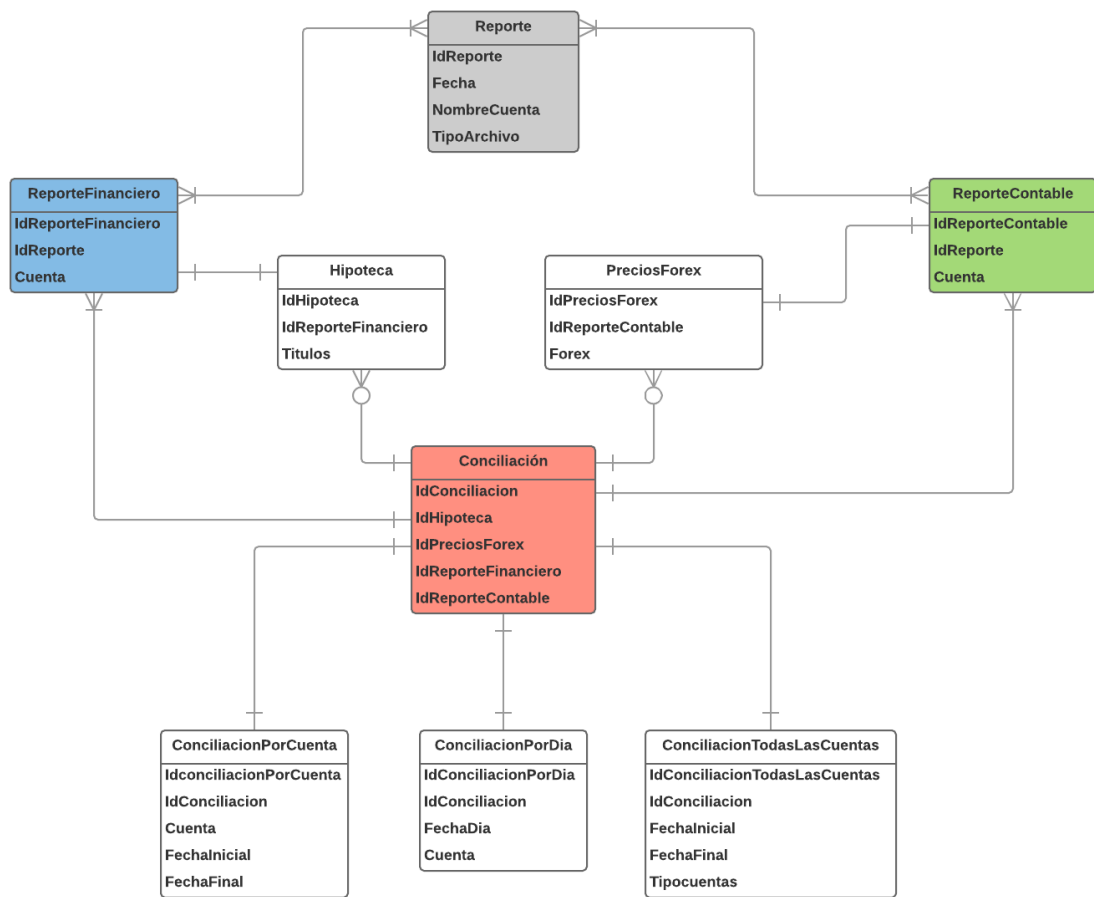 Reporte
IdReporte
Fecha
NombreCuenta
TipoArchivo
ReporteFinanciero
IdReporteFinanciero
IdReporte
Cuenta
ReporteContable
IdReporteContable
IdReporte
Cuenta
Hipoteca
IdHipoteca
IdReporteFinanciero
Titulos
PreciosForex
IdPreciosForex
IdReporteContable
Forex
Conciliación
IdConciliacion
IdHipoteca
IdPreciosForex
IdReporteFinanciero
IdReporteContable
ConciliacionPorCuenta
IdconciliacionPorCuenta
IdConciliacion
Cuenta
FechaInicial
FechaFinal
ConciliacionPorDia
IdConciliacionPorDia
IdConciliacion
FechaDia
Cuenta
ConciliacionTodasLasCuentas
IdConciliacionTodasLasCuentas
IdConciliacion
FechaInicial
FechaFinal
Tipocuentas